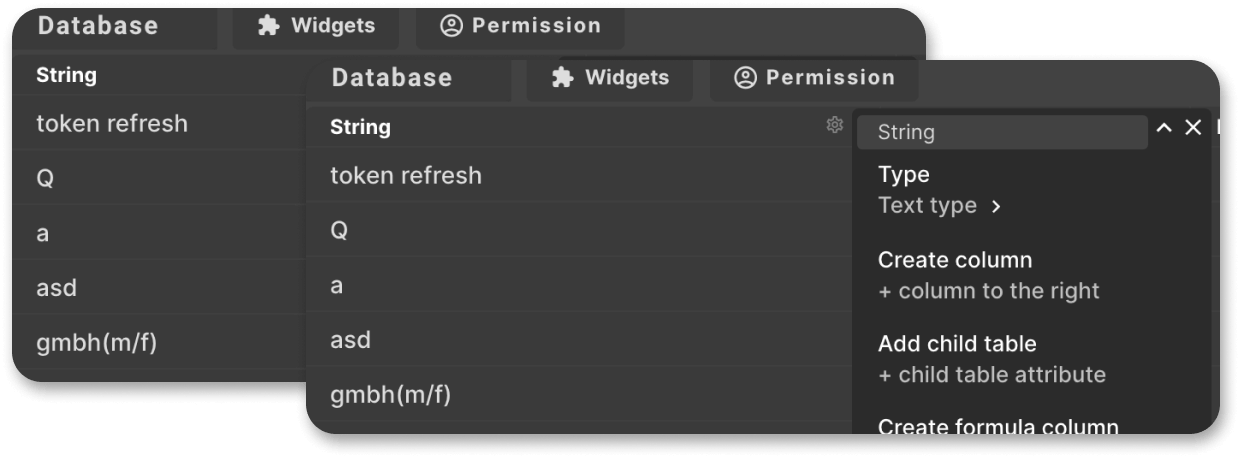 Database Widgets Permission
String
token refresh
Q
a
asd
gmbh(m/f)
Database Widgets Permission
String
token refresh
Q
a
asd
gmbh(m/f)
String
Type
Text type
Create column
+ column to the right
Add child table
+ child table attribute
Create formula column